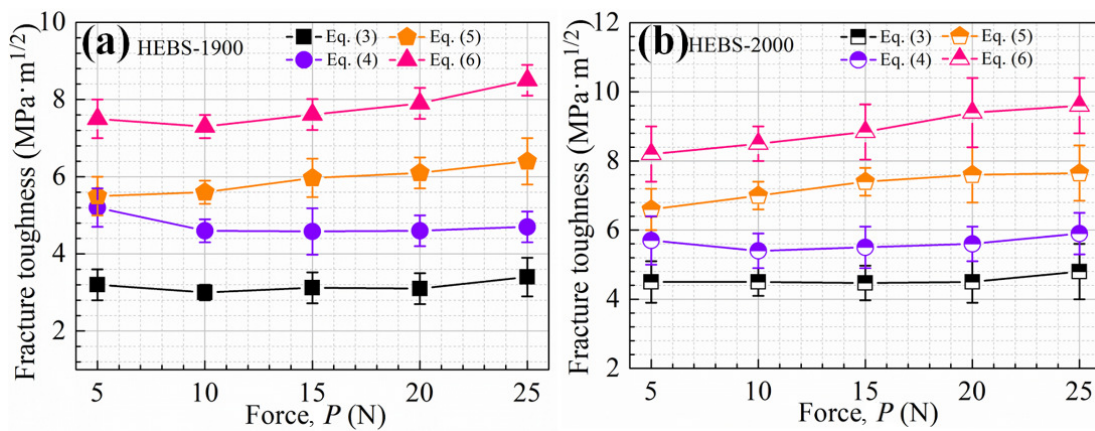 (a) HEBS-1900
Eq. (3) Eq. (5)
Eq. (4) Eq. (6)
Fracture toughness (MPa·m1/2)
10
8
6
4
2
5 10 15 20 25
Force, P (N)
(b) HEBS-2000
Eq. (3) Eq. (5)
Eq. (4) Eq. (6)
Fracture toughness (MPa·m1/2)
12
10
8
6
4
2
5 10 15 20 25
Force, P (N)